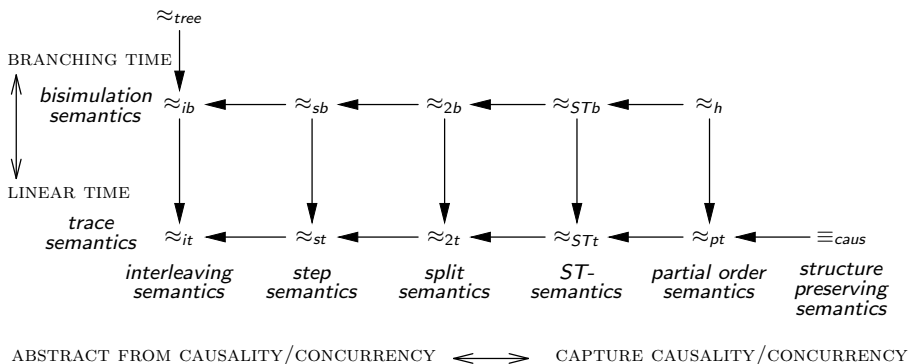 ≈tree
BRANCHING TIME
bisimulation
semantics
≈ib ≈sb ≈2b ≈STb ≈h
LINEAR TIME
trace
semantics
≈it ≈st ≈2t ≈STt ≈pt ≡caus
interleaving
semantics
step
semantics
split
semantics
ST-
semantics
partial order
semantics
structure
preserving
semantics
ABSTRACT FROM CAUSALITY/CONCURRENCY
CAPTURE CAUSALITY/CONCURRENCY